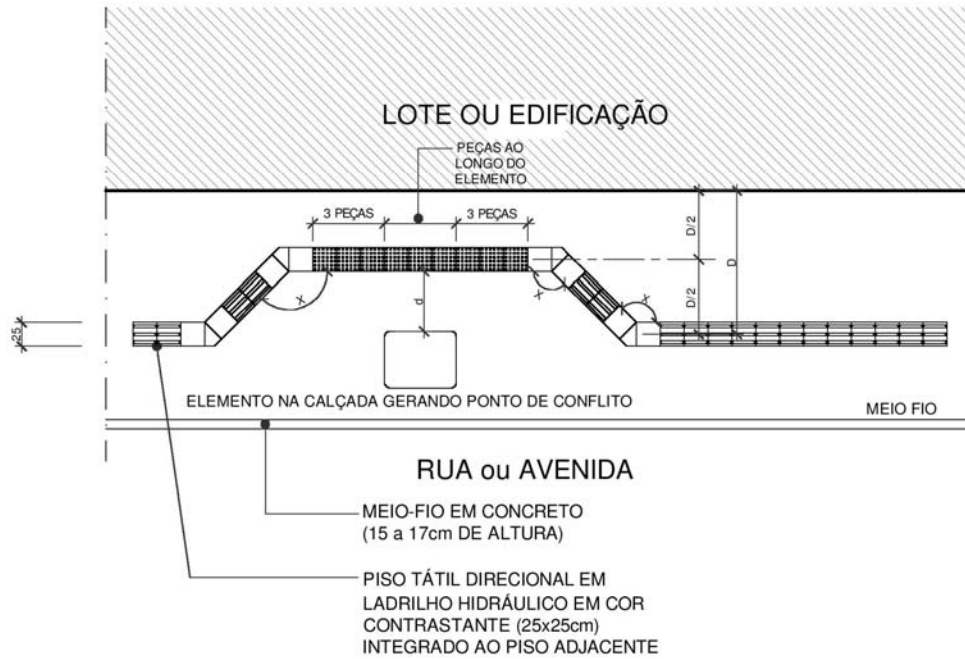 LOTE OU EDIFICAÇÃO
PEÇAS AO
LONGO DO
ELEMENTO
3 PEÇAS
3 PEÇAS
D/2
D
D/2
X
X
X
d
25
ELEMENTO NA CALÇADA GERANDO PONTO DE CONFLITO
MEIO FIO
RUA ou AVENIDA
MEIO-FIO EM CONCRETO
(15 a 17cm DE ALTURA)
PISO TÁTIL DIRECIONAL EM
LADRILHO HIDRÁULICO EM COR
CONTRASTANTE (25x25cm)
INTEGRADO AO PISO ADJACENTE